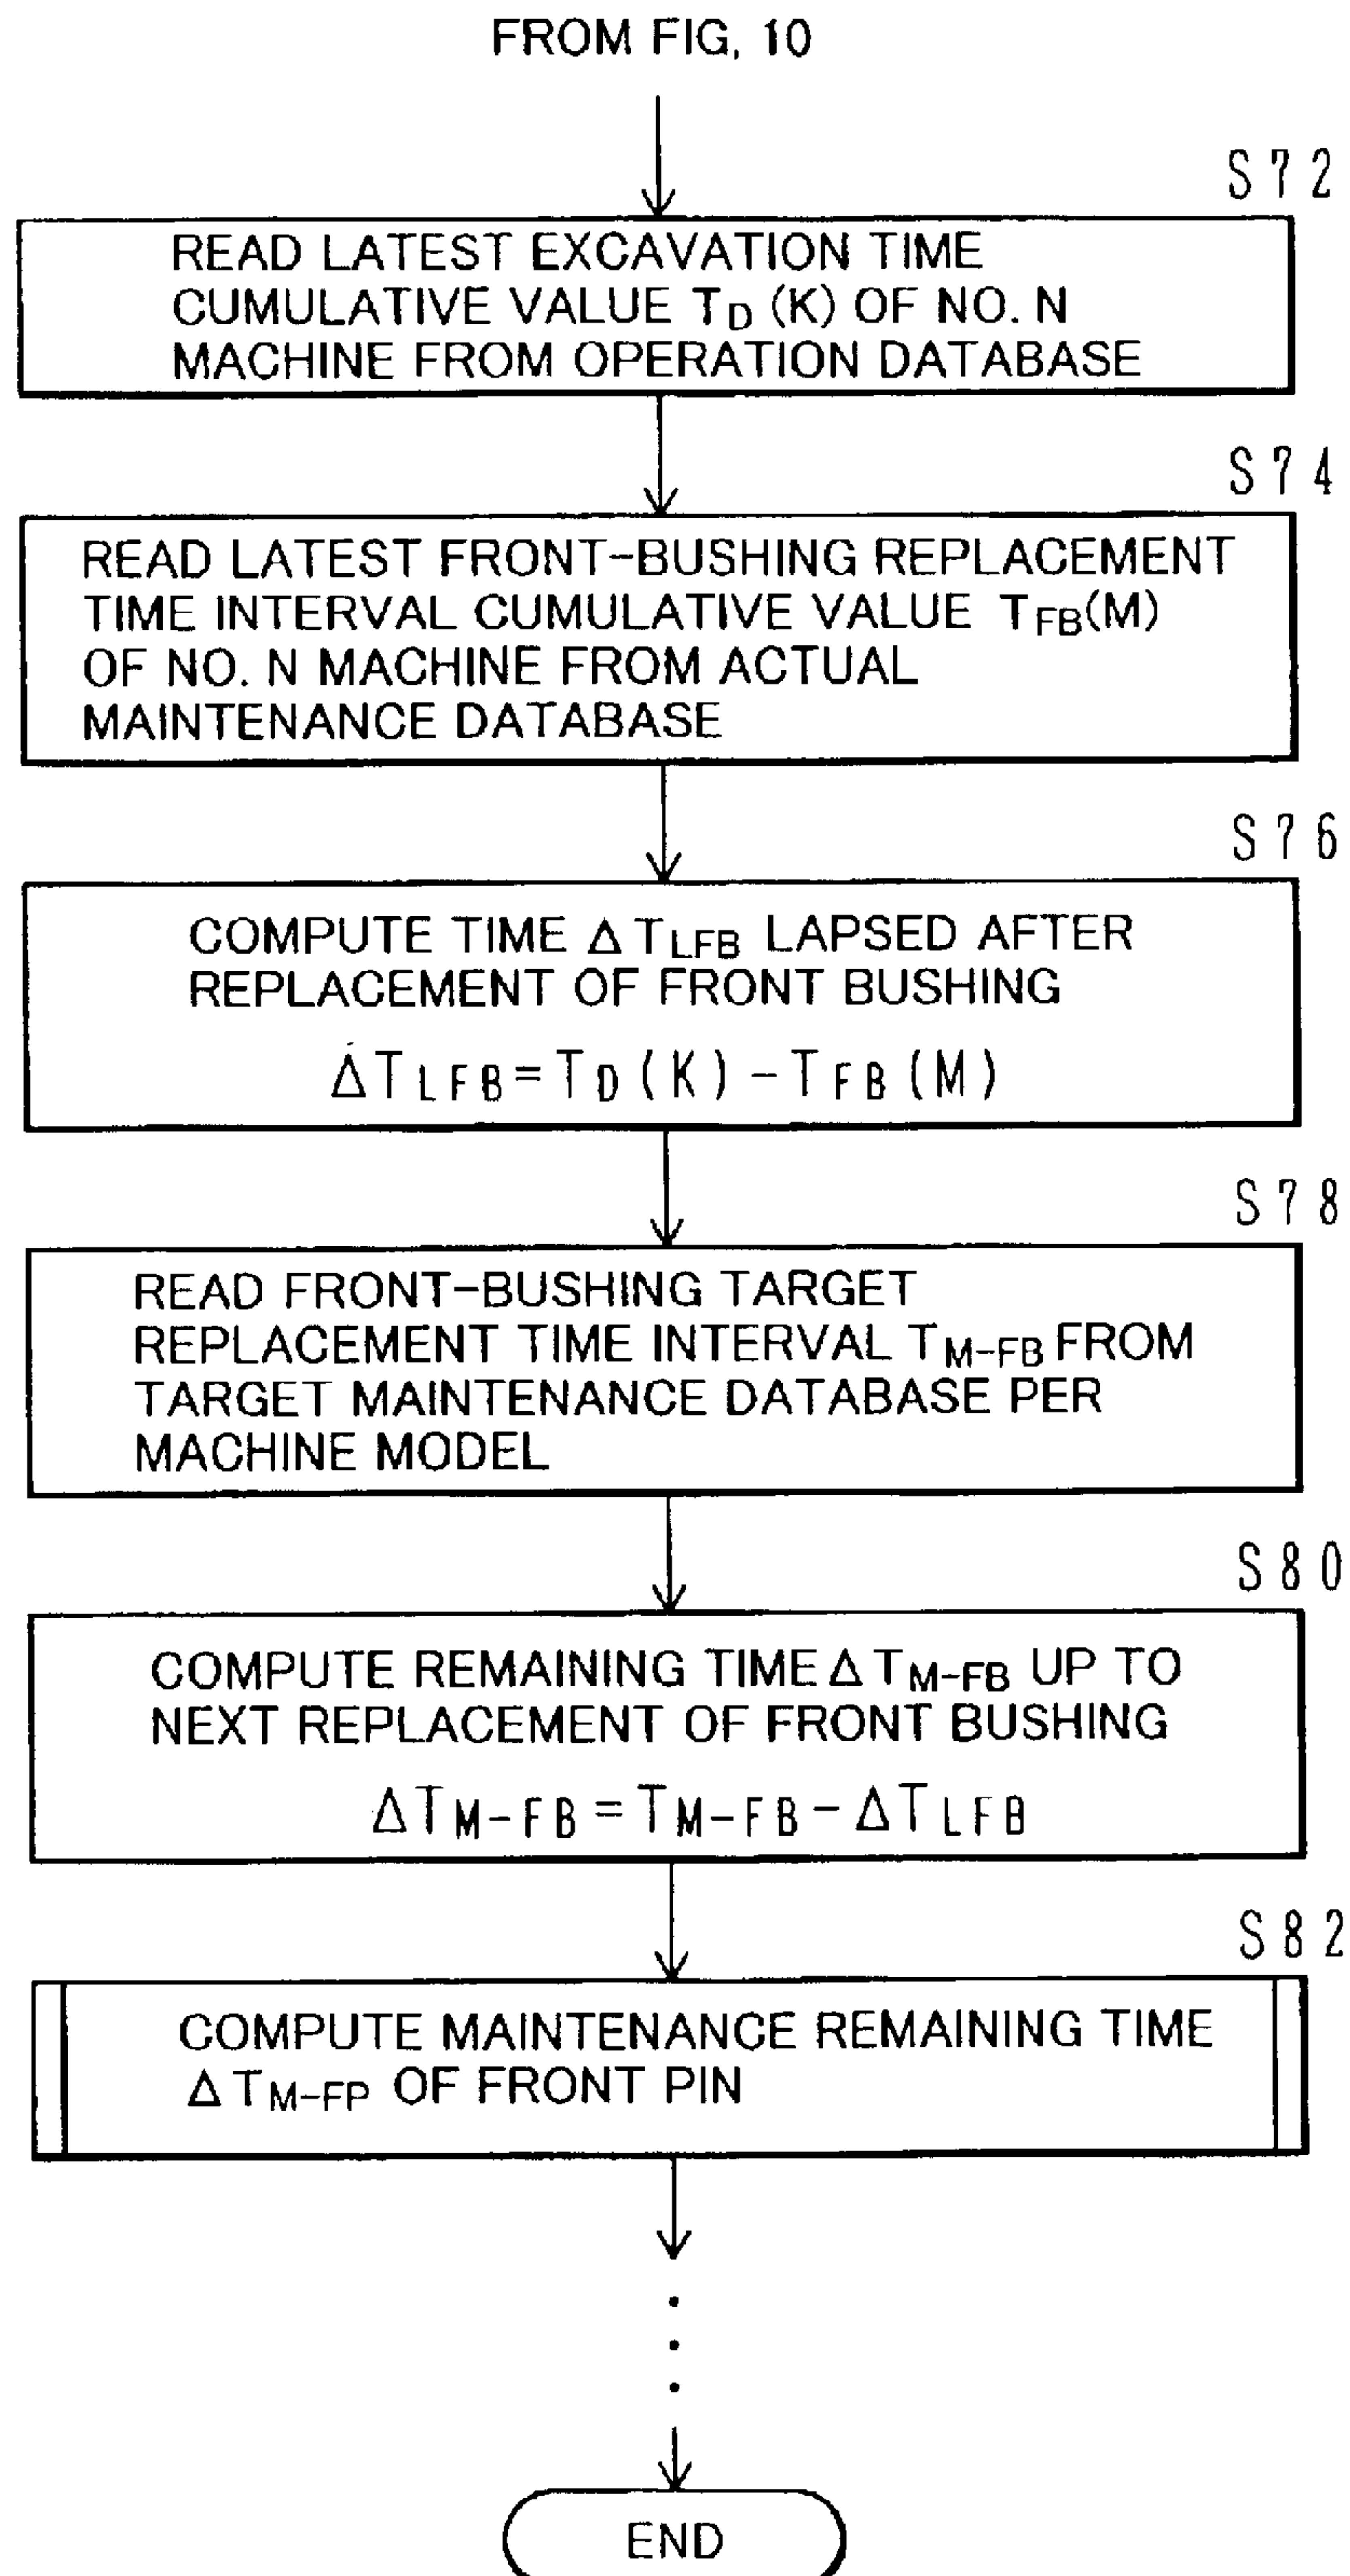 FROM FIG. 10
S72
READ LATEST EXCAVATION TIME
CUMULATIVE VALUE TD (K) OF NO. N
MACHINE FROM OPERATION DATABASE
S74
READ LATEST FRONT-BUSHING REPLACEMENT
TIME INTERVAL CUMULATIVE VALUE TFB(M)
OF NO. N MACHINE FROM ACTUAL
MAINTENANCE DATABASE
S76
COMPUTE TIME ΔTLFB LAPSED AFTER
REPLACEMENT OF FRONT BUSHING
ΔTLFB=TD(K)-TFB(M)
S78
READ FRONT-BUSHING TARGET
REPLACEMENT TIME INTERVAL TM-FB FROM
TARGET MAINTENANCE DATABASE PER
MACHINE MODEL
S80
COMPUTE REMAINING TIME ΔTM-FB UP TO
NEXT REPLACEMENT OF FRONT BUSHING
ΔTM-FB=TM-FB-ΔTLFB
S82
COMPUTE MAINTENANCE REMAINING TIME
ΔTM-FP OF FRONT PIN
END